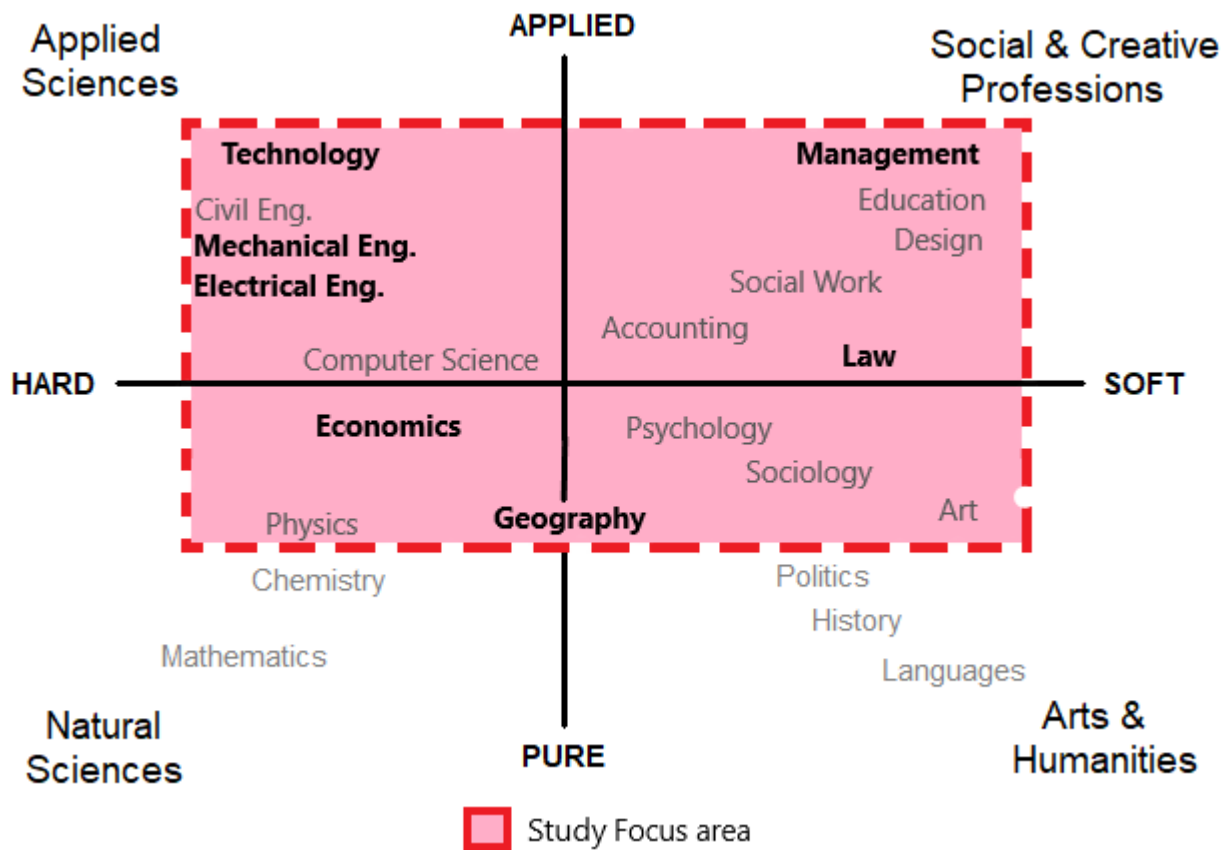 Applied
Sciences
APPLIED
Social & Creative
Professions
Technology
Management
Civil Eng.
Education
Mechanical Eng.
Design
Electrical Eng.
Social Work
Accounting
Computer Science
Law
HARD
SOFT
Economics
Psychology
Sociology
Physics
Geography
Art
Chemistry
Politics
History
Mathematics
Languages
Natural
Sciences
PURE
Arts &
Humanities
Study Focus area